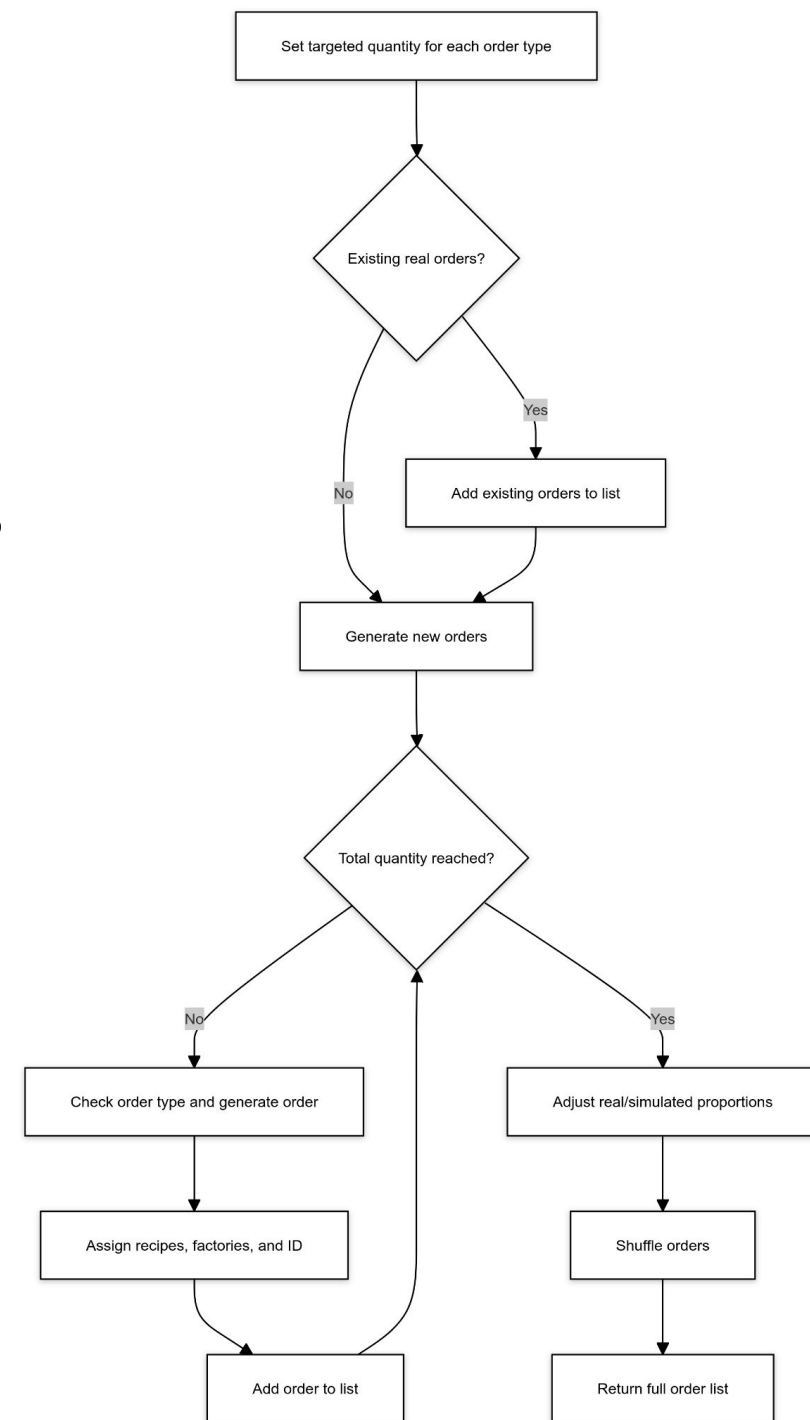 Set targeted quantity for each order type
Existing real orders?
Yes
No
Add existing orders to list
Generate new orders
Total quantity reached?
No
Yes
Check order type and generate order
Adjust real/simulated proportions
Assign recipes, factories, and ID
Shuffle orders
Add order to list
Return full order list